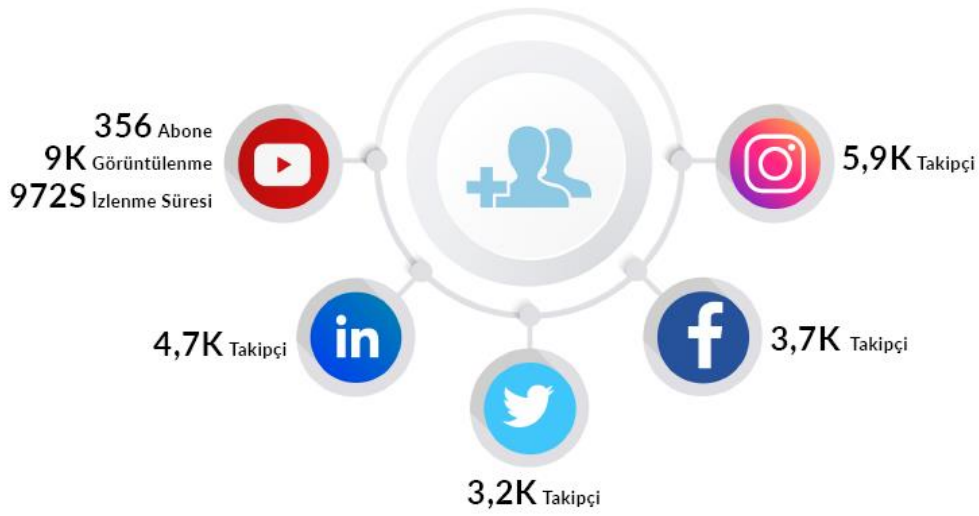 356 Abone
9K Görüntülenme
972S İzlenme Süresi
5,9K Takipçi
4,7K Takipçi
in
3,7K Takipçi
f
3,2K Takipçi